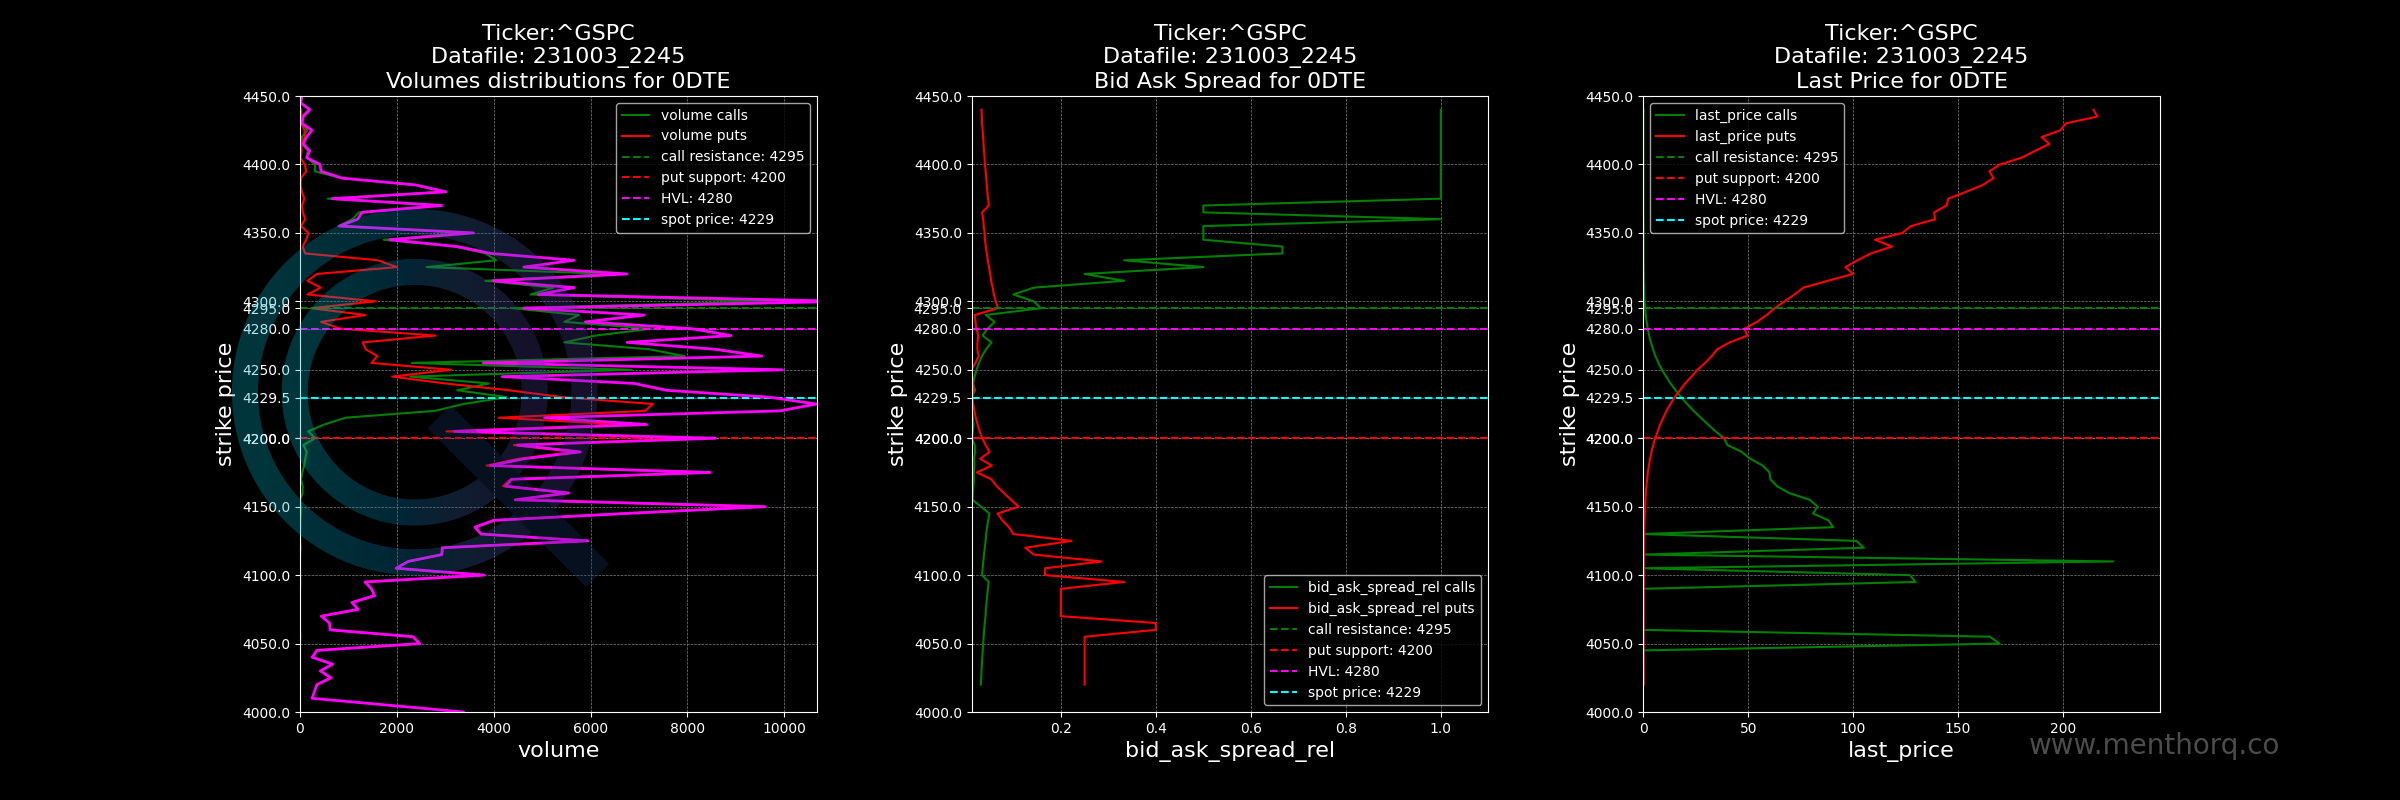 Ticker:^GSPC
Datafile: 231003_2245
Volumes distributions for 0DTE
4450.0
4400.0
4350.0
4300.0
4295.0
4280.0
4250.0
4229.5
4200.0
4150.0
4100.0
4050.0
4000.0
strike price
volume calls
volume puts
call resistance: 4295
put support: 4200
HVL: 4280
spot price: 4229
0
2000
4000
6000
8000
10000
volume
Ticker:^GSPC
Datafile: 231003_2245
Bid Ask Spread for 0DTE
4450.0
4400.0
4350.0
4300.0
4295.0
4280.0
4250.0
4229.5
4200.0
4150.0
4100.0
4050.0
4000.0
strike price
bid_ask_spread_rel calls
bid_ask_spread_rel puts
call resistance: 4295
put support: 4200
HVL: 4280
spot price: 4229
0.2
0.4
0.6
0.8
1.0
bid_ask_spread_rel
Ticker:^GSPC
Datafile: 231003_2245
Last Price for 0DTE
4450.0
4400.0
4350.0
4300.0
4295.0
4280.0
4250.0
4229.5
4200.0
4150.0
4100.0
4050.0
4000.0
strike price
last_price calls
last_price puts
call resistance: 4295
put support: 4200
HVL: 4280
spot price: 4229
0
50
100
150
200
last_price
www.menthorq.co